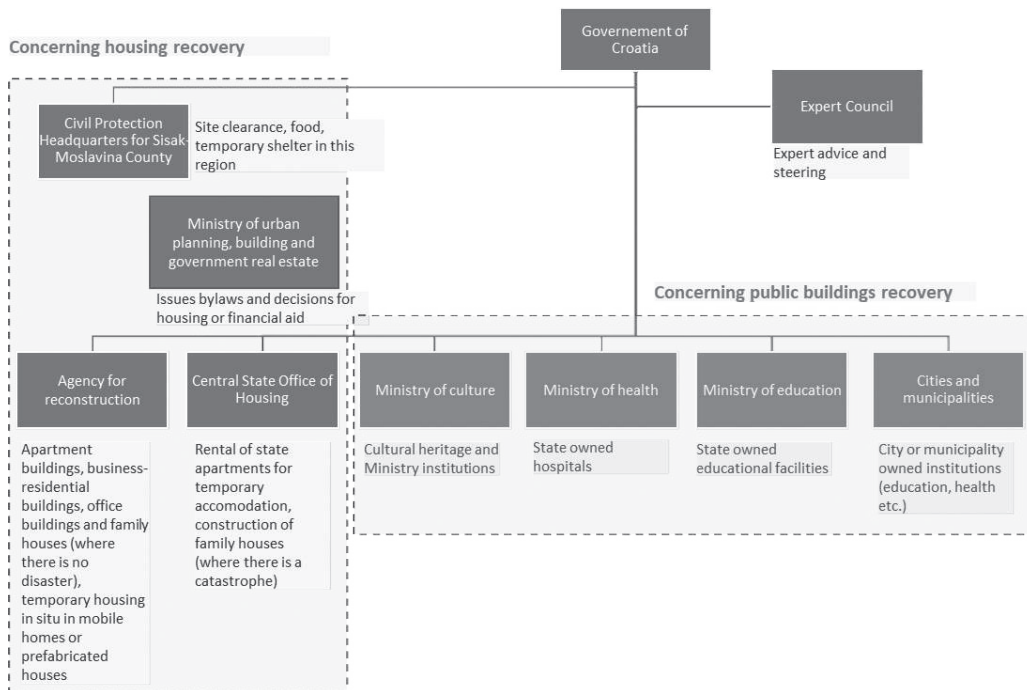 Governement of
Croatia
Concerning housing recovery
Civil Protection
Headquarters for Sisak-
Moslavina County
Site clearance, food,
temporary shelter in this
region
Expert Council
Expert advice and
steering
Ministry of urban
planning, building and
government real estate
Issues bylaws and decisions for
housing or financial aid
Concerning public buildings recovery
Agency for
reconstruction
Apartment
buildings, business-
residential
buildings, office
buildings and family
houses (where
there is no
disaster),
temporary housing
in situ in mobile
homes or
prefabricated
houses
Central State Office of
Housing
Rental of state
apartments for
temporary
accomodation,
construction of
family houses
(where there is a
catastrophe)
Ministry of culture
Cultural heritage and
Ministry institutions
Ministry of health
State owned
hospitals
Ministry of education
State owned
educational facilities
Cities and
municipalities
City or municipality
owned institutions
(education, health
etc.)